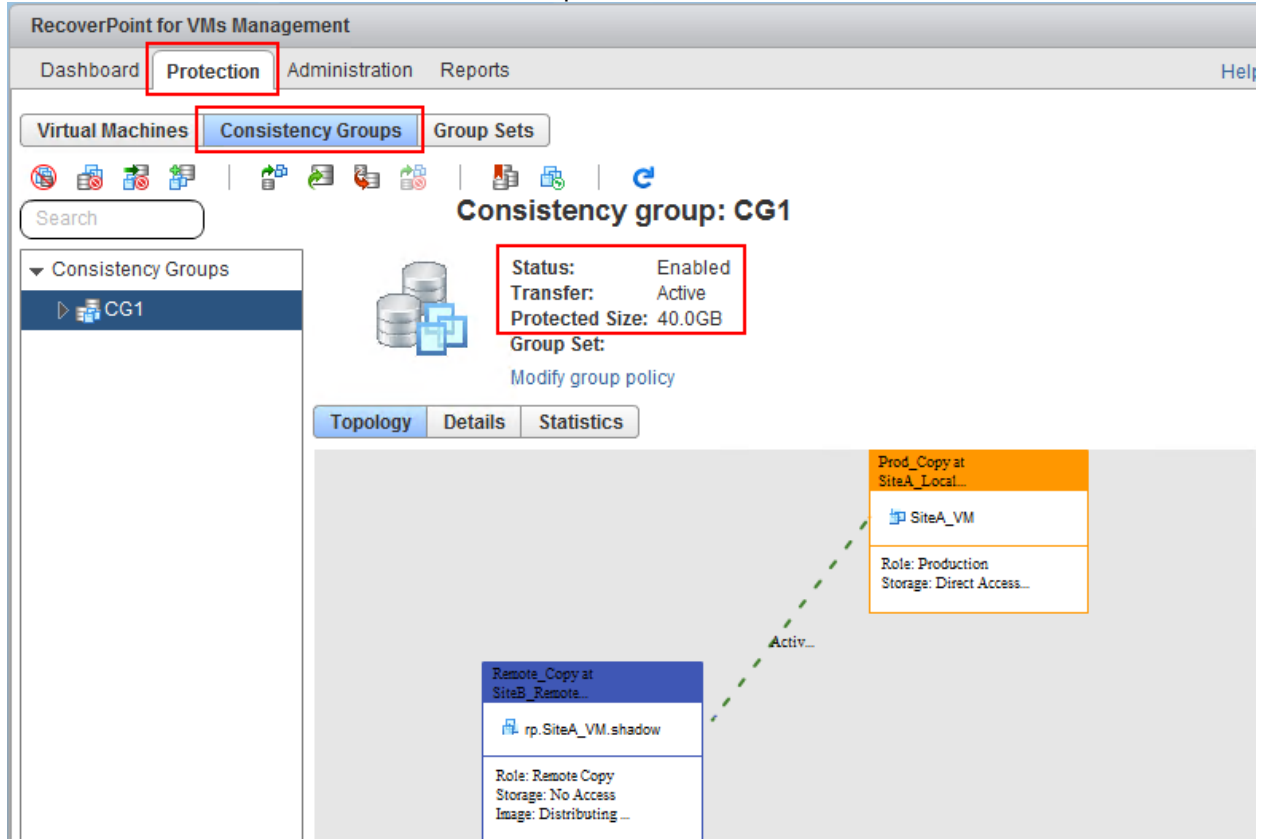 RecoverPoint for VMs Management
Dashboard Protection Administration Reports Help
Virtual Machines Consistency Groups Group Sets
Search
Consistency group: CG1
Consistency Groups
CG1
Status: Enabled
Transfer: Active
Protected Size: 40.0GB
Group Set:
Modify group policy
Topology Details Statistics
Prod_Copy at
SiteA_Local...
SiteA_VM
Role: Production
Storage: Direct Access...
Activ...
Remote_Copy at
SiteB_Remote...
rp.SiteA_VM.shadow
Role: Remote Copy
Storage: No Access
Image: Distributing ...